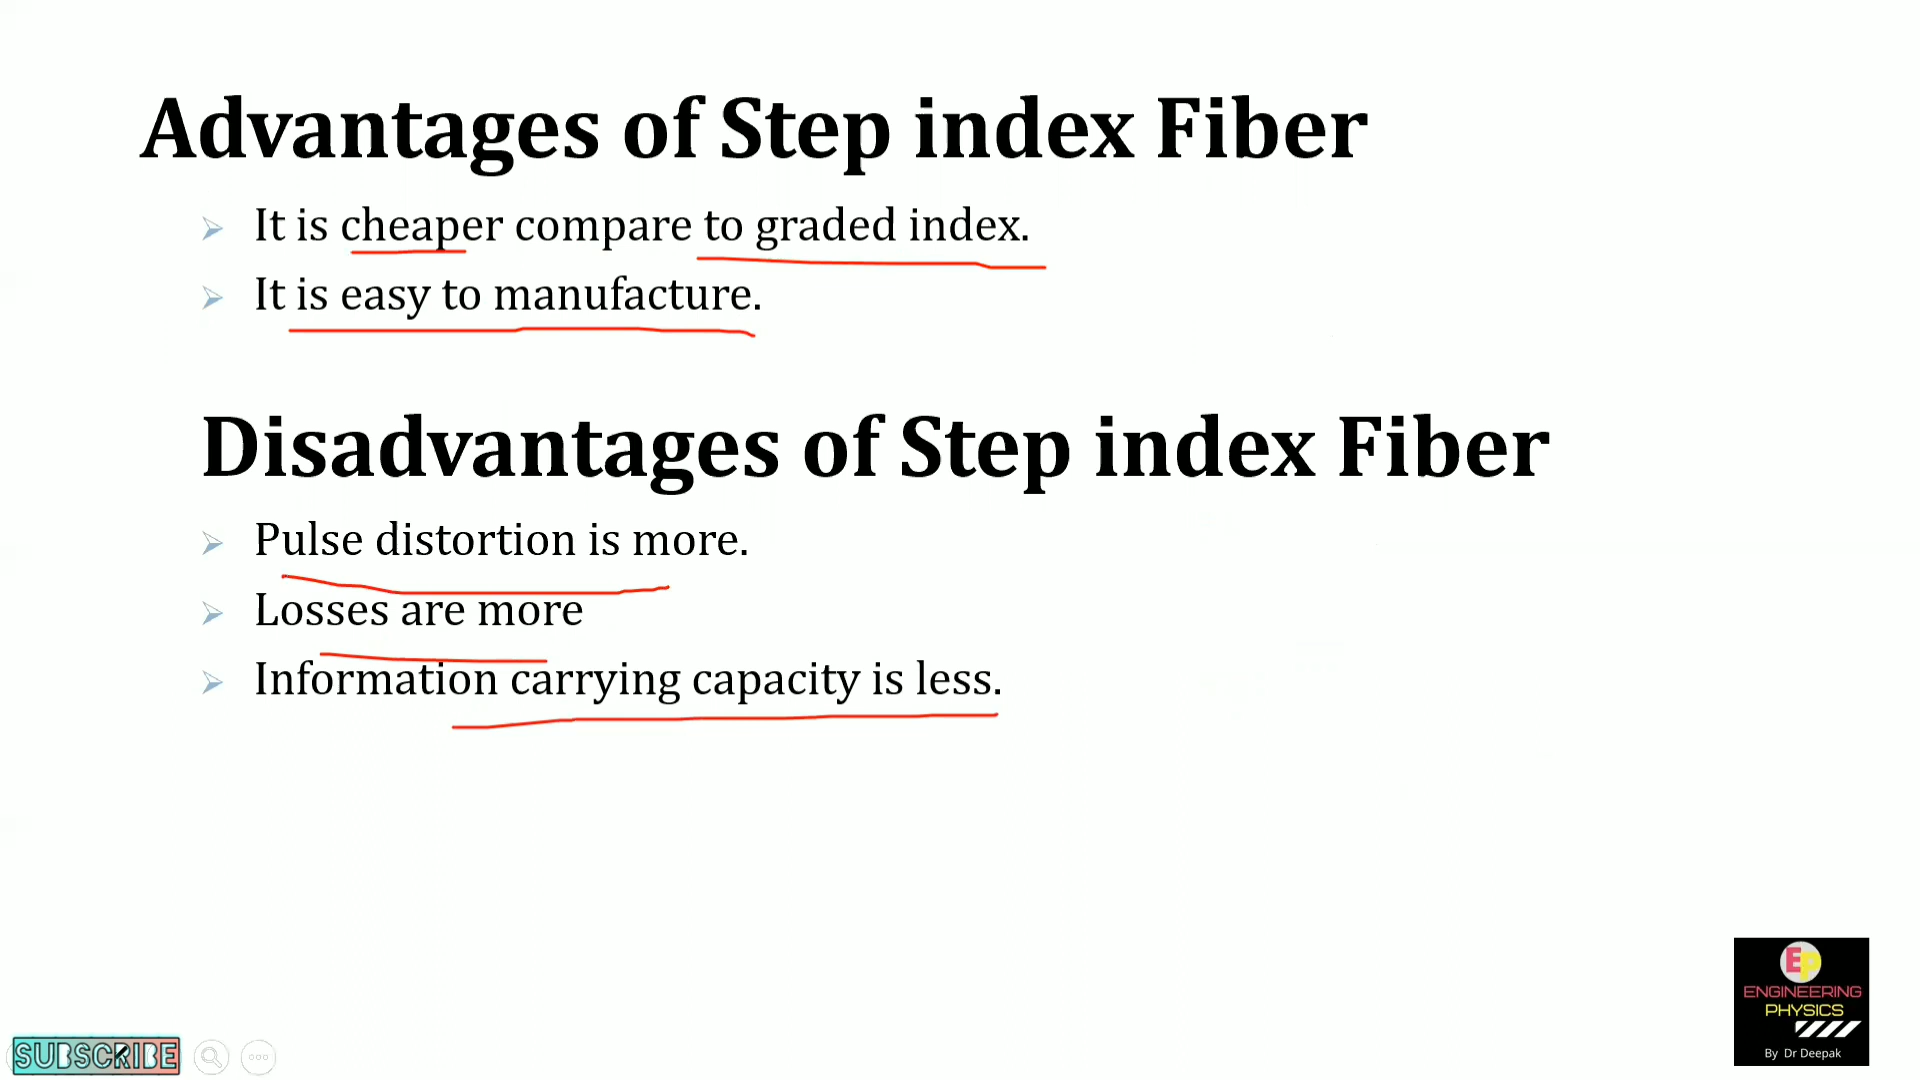 Advantages of Step index Fiber
It is cheaper compare to graded index.
It is easy to manufacture.
Disadvantages of Step index Fiber
Pulse distortion is more.
Losses are more
Information carrying capacity is less.
EP
ENGINEERING
PHYSICS
By Dr Deepak
SUBSCRIBE